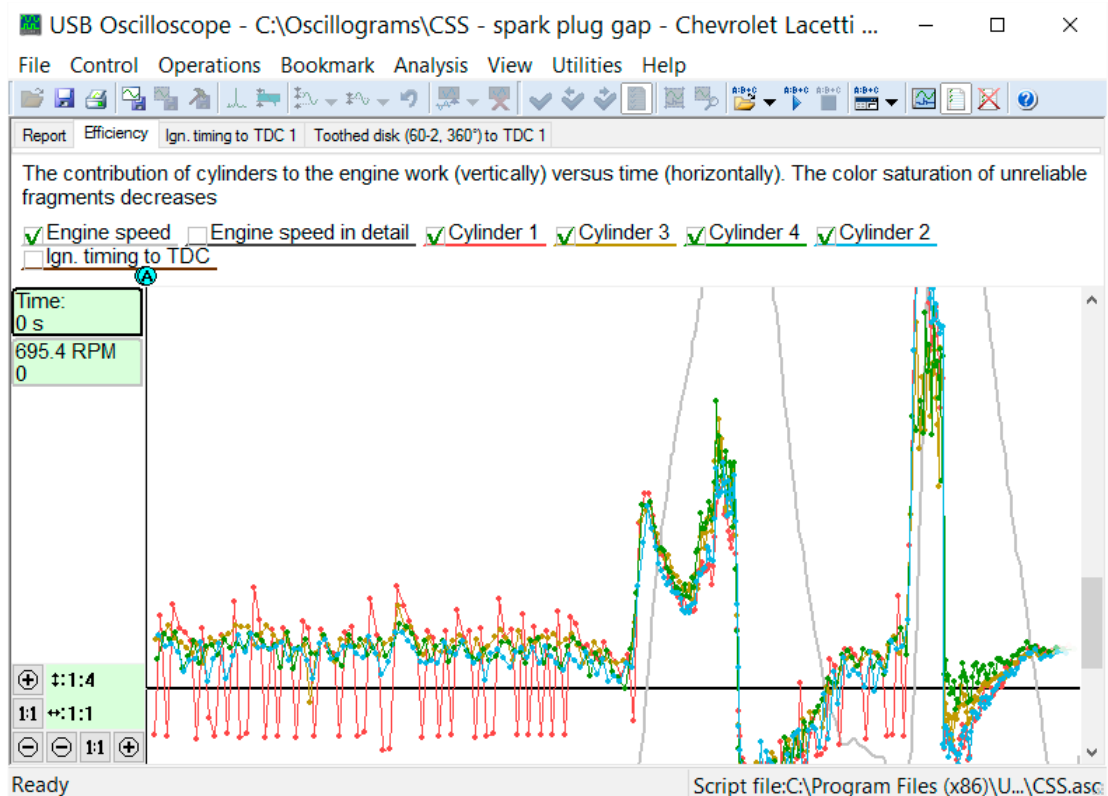 USB Oscilloscope - C:\Oscillograms\CSS - spark plug gap - Chevrolet Lacetti ...
File Control Operations Bookmark Analysis View Utilities Help
A:B+C A:B+C A:B+C A:B+C
Report Efficiency Ign. timing to TDC 1 Toothed disk (60-2, 360°) to TDC 1
The contribution of cylinders to the engine work (vertically) versus time (horizontally). The color saturation of unreliable
fragments decreases
Engine speed Engine speed in detail Cylinder 1 Cylinder 3 Cylinder 4 Cylinder 2
Ign. timing to TDC
A
Time:
0 s
695.4 RPM
0
↕:1:4
1:1 ↔:1:1
1:1
Ready Script file:C:\Program Files (x86)\U...\CSS.asc